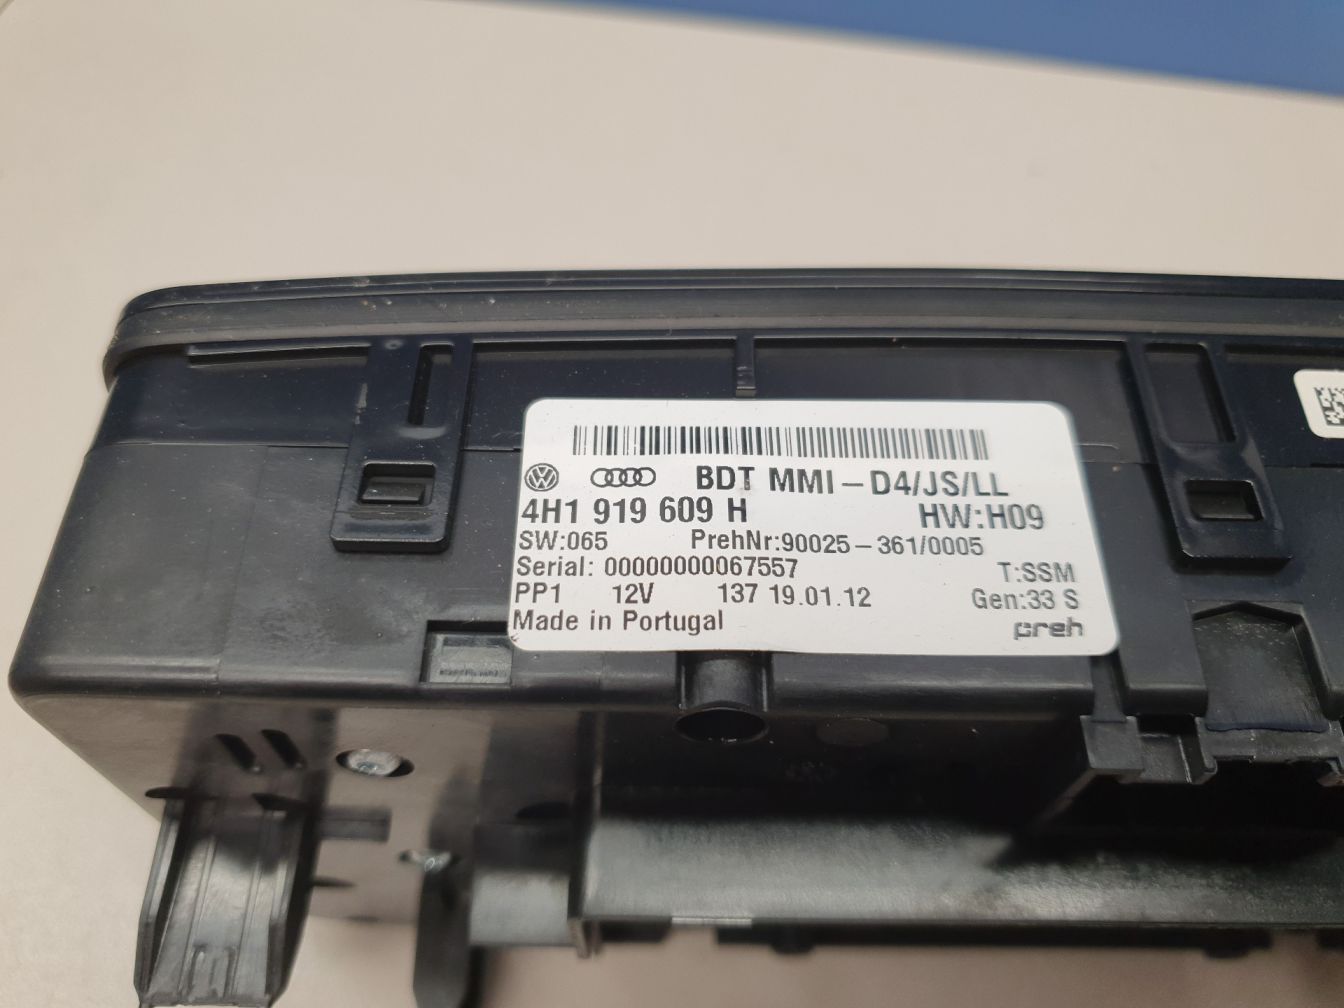 BDT MMI - D4/JS/LL
4H1 919 609 H HW:H09
SW:065 PrehNr:90025-361/0005
Serial: 00000000067557 T:SSM
PP1 12V 137 19.01.12 Gen:33 S
Made in Portugal preh